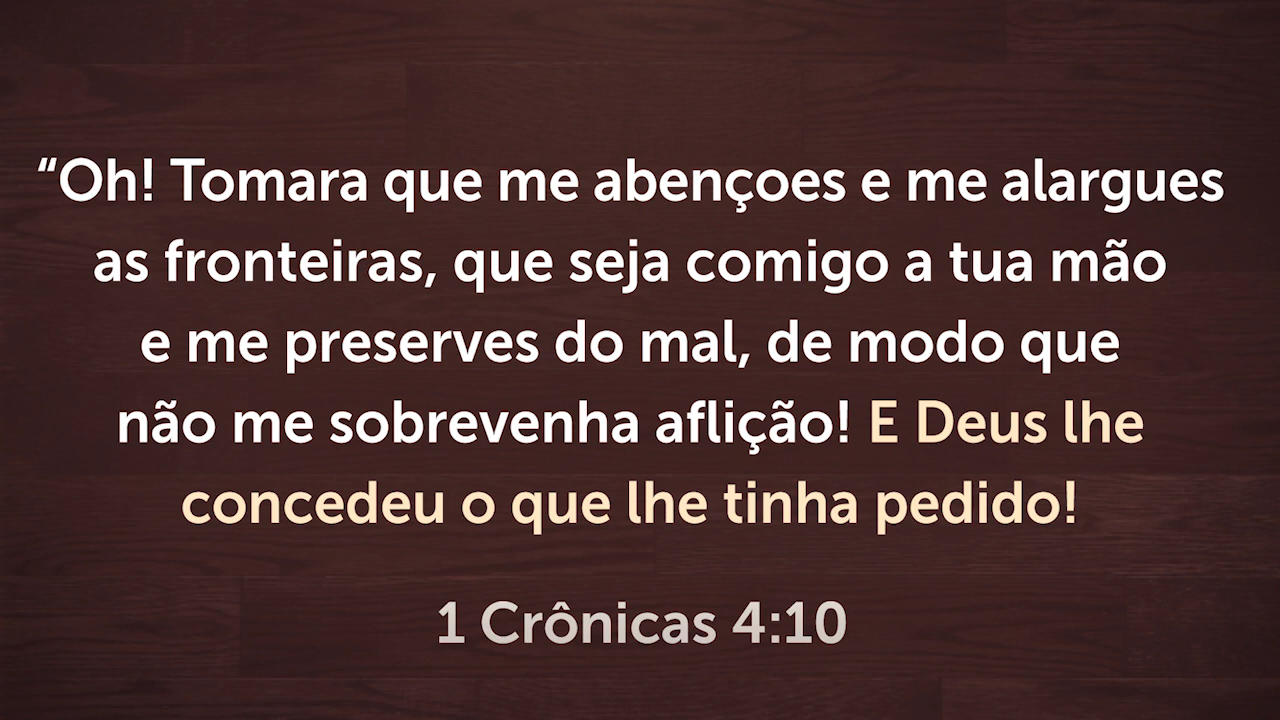 “Oh! Tomara que me abençoes e me alargues
as fronteiras, que seja comigo a tua mão
e me preserves do mal, de modo que
não me sobrevenha aflição! E Deus lhe
concedeu o que lhe tinha pedido!
1 Crônicas 4:10